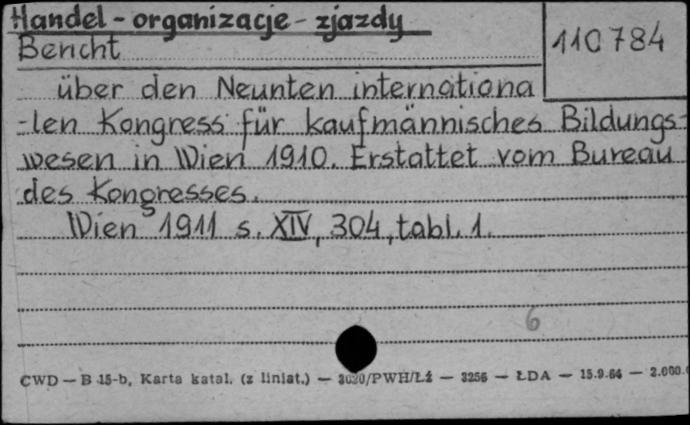 Handel - organizacje - zjazdy
110784
Bericht
über den Neunten internationa
-len Kongress für kaufmännisches Bildungs-
wesen in Wien 1910. Erstattet vom Bureau
des Kongresses.
Wien 1911 s. XIV, 304, tabl. 1.
6
CWD — B 15-b, Karta katal. (z liniat.) — 3020/PWH/Łź — 3256 — ŁDA — 15.9.64 — 2.000.